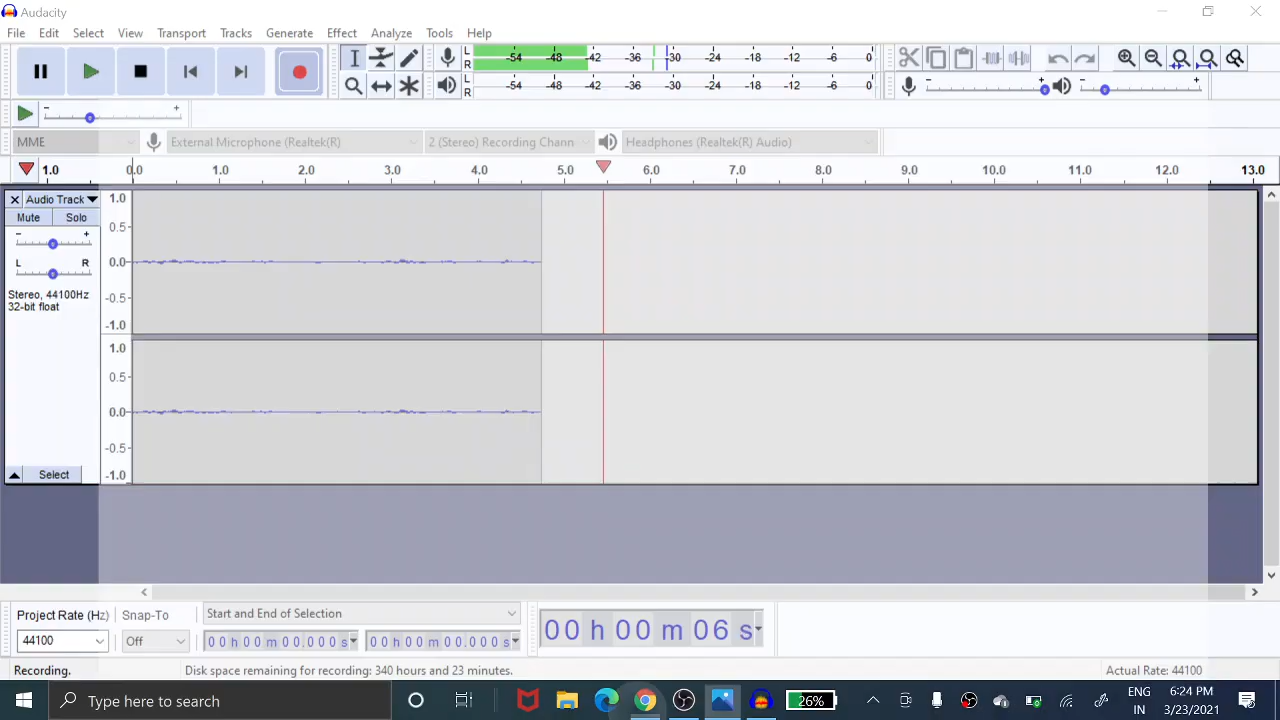 Audacity
File Edit Select View Transport Tracks Generate Effect Analyze Tools Help
L
R
-54 -48 -42 -36 -30 -24 -18 -12 -6 0
L
R
-54 -48 -42 -36 -30 -24 -18 -12 -6 0
- + - +
- +
MME External Microphone (Realtek(R) 2 (Stereo) Recording Chann Headphones (Realtek(R) Audio)
1.0 0.0 1.0 2.0 3.0 4.0 5.0 6.0 7.0 8.0 9.0 10.0 11.0 12.0 13.0
Audio Track 1.0
Mute Solo
- + 0.5
L R 0.0
Stereo, 44100Hz -0.5
32-bit float
-1.0
1.0
0.5
0.0
-0.5
Select -1.0
Project Rate (Hz) Snap-To Start and End of Selection
44100 Off 00 h 00 m 00.000 s 00 h 00 m 00.000 s 00 h 00 m 06 s
Recording. Disk space remaining for recording: 340 hours and 23 minutes. Actual Rate: 44100
Type here to search 26% ENG 6:24 PM
IN 3/23/2021